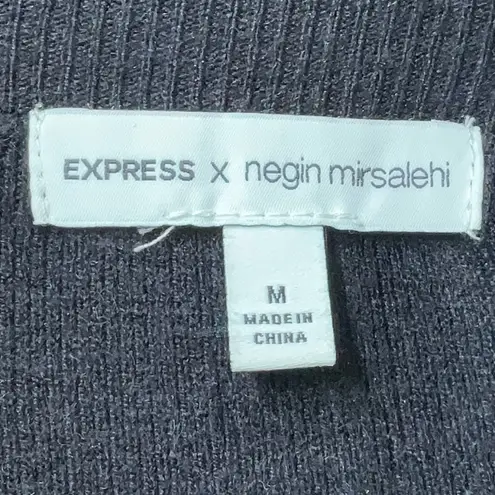 EXPRESS x negin mirsalehi
M
MADE IN
CHINA